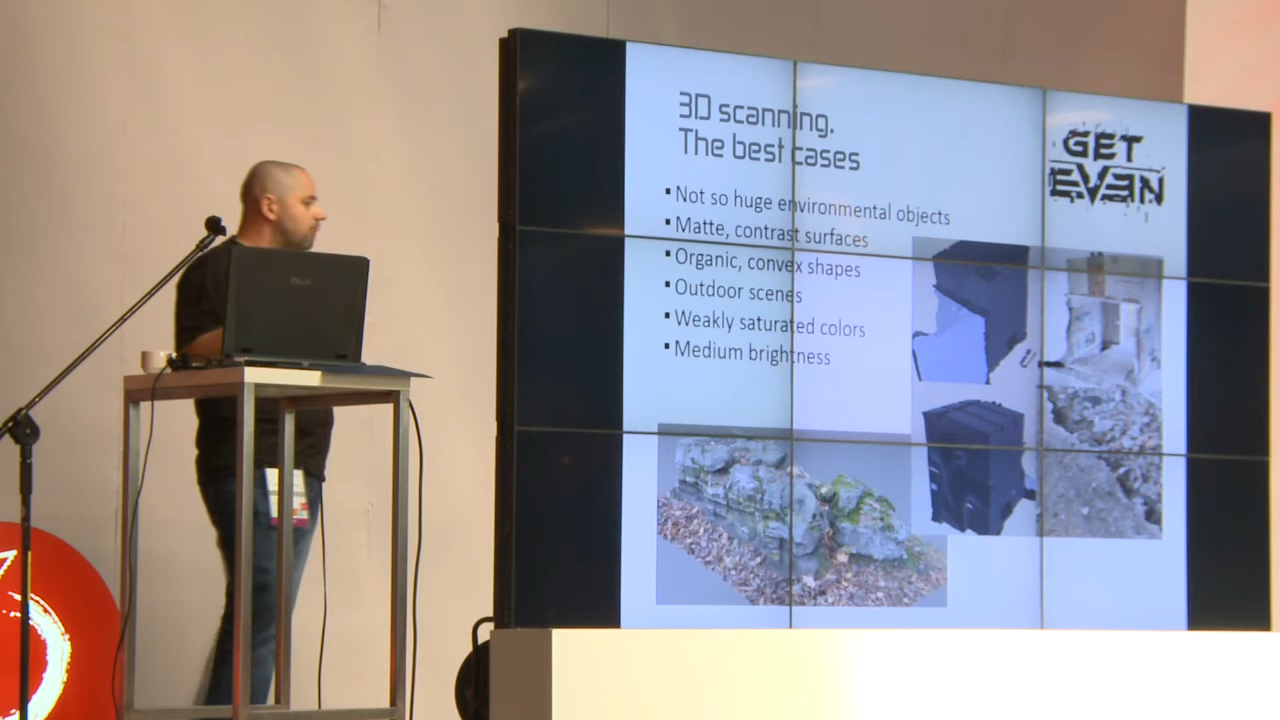 3D scanning.
The best cases
GET
EVEN
▪ Not so huge environmental objects
▪ Matte, contrast surfaces
▪ Organic, convex shapes
▪ Outdoor scenes
▪ Weakly saturated colors
▪ Medium brightness
ASUS